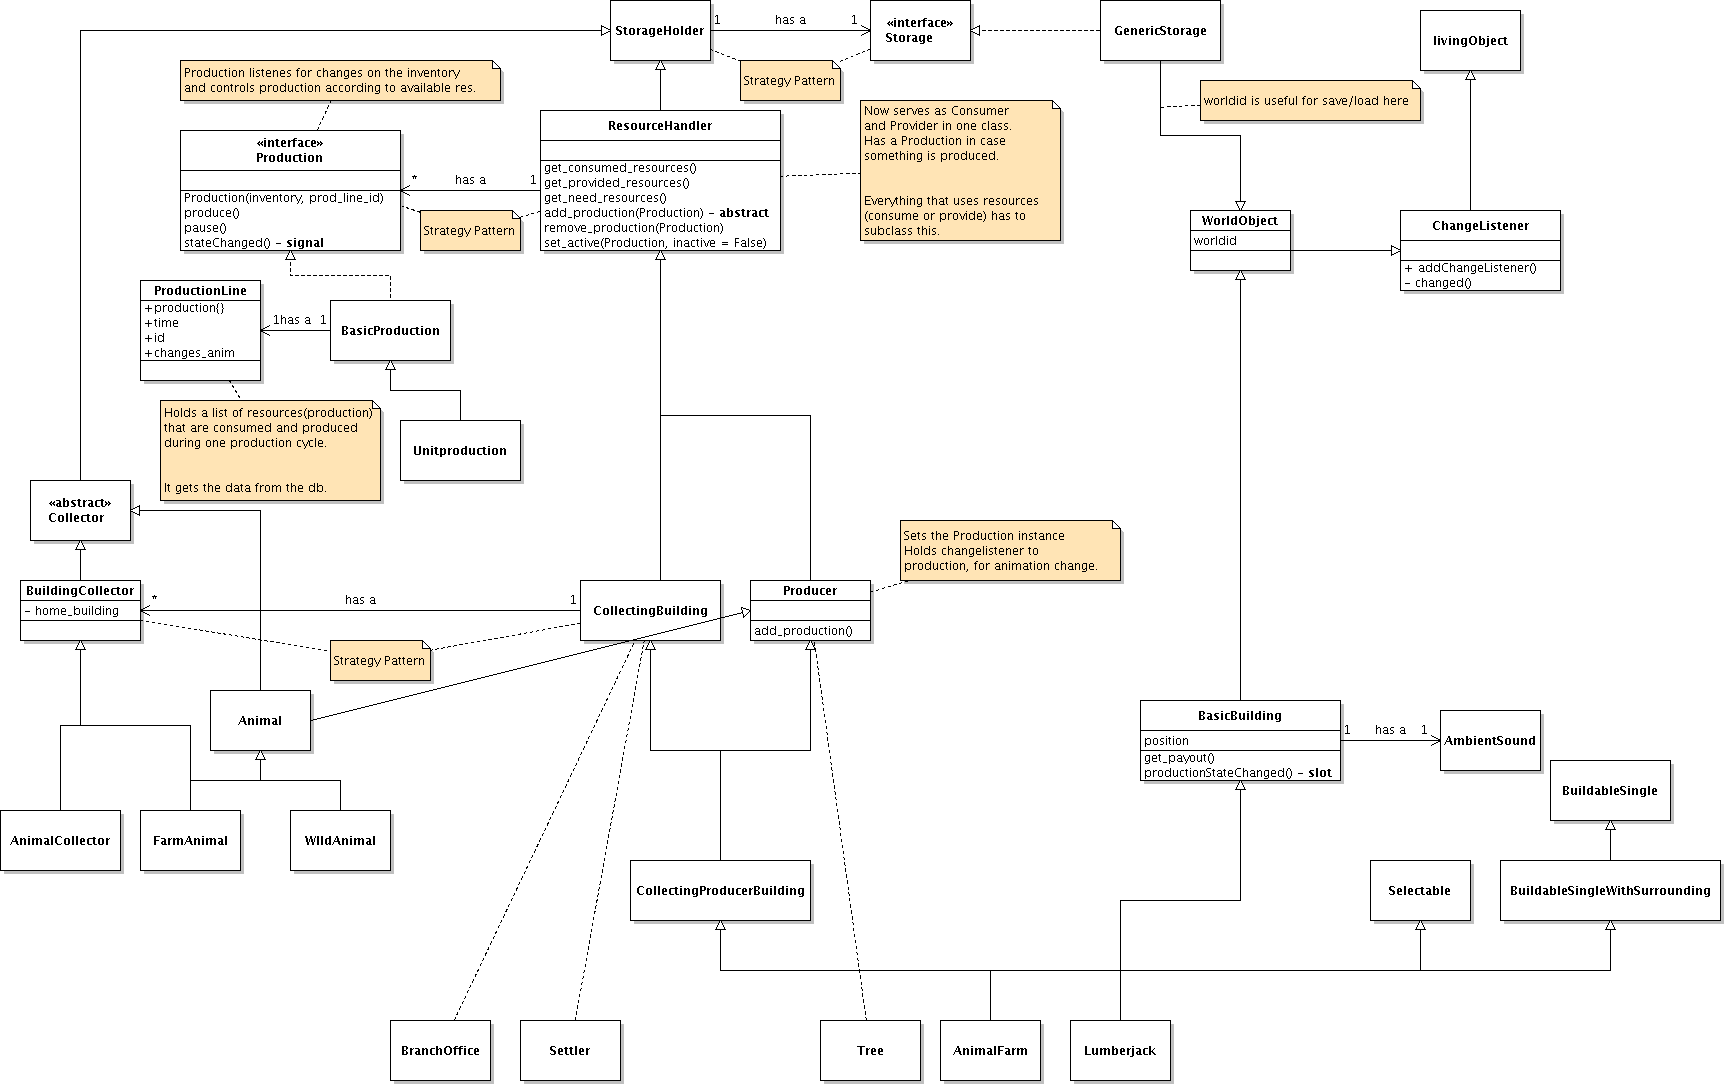 StorageHolder
1
has a
1
«interface»
Storage
GenericStorage
livingObject
Strategy Pattern
Production listenes for changes on the inventory
and controls production according to available res.
worldid is useful for save/load here
«interface»
Production
Production(inventory, prod_line_id)
produce()
pause()
stateChanged() - signal
*
has a
1
Strategy Pattern
ResourceHandler
get_consumed_resources()
get_provided_resources()
get_need_resources()
add_production(Production) - abstract
remove_production(Production)
set_active(Production, inactive = False)
Now serves as Consumer
and Provider in one class.
Has a Production in case
something is produced.
Everything that uses resources
(consume or provide) has to
subclass this.
WorldObject
worldid
ChangeListener
+ addChangeListener()
- changed()
ProductionLine
+production{}
+time
+id
+changes_anim
1has a
1
BasicProduction
Holds a list of resources(production)
that are consumed and produced
during one production cycle.
It gets the data from the db.
Unitproduction
«abstract»
Collector
Sets the Production instance
Holds changelistener to
production, for animation change.
BuildingCollector
- home_building
*
has a
1
CollectingBuilding
Producer
add_production()
Strategy Pattern
Animal
BasicBuilding
position
get_payout()
productionStateChanged() - slot
1
has a
1
AmbientSound
BuildableSingle
AnimalCollector
FarmAnimal
WIldAnimal
CollectingProducerBuilding
Selectable
BuildableSingleWithSurrounding
BranchOffice
Settler
Tree
AnimalFarm
Lumberjack